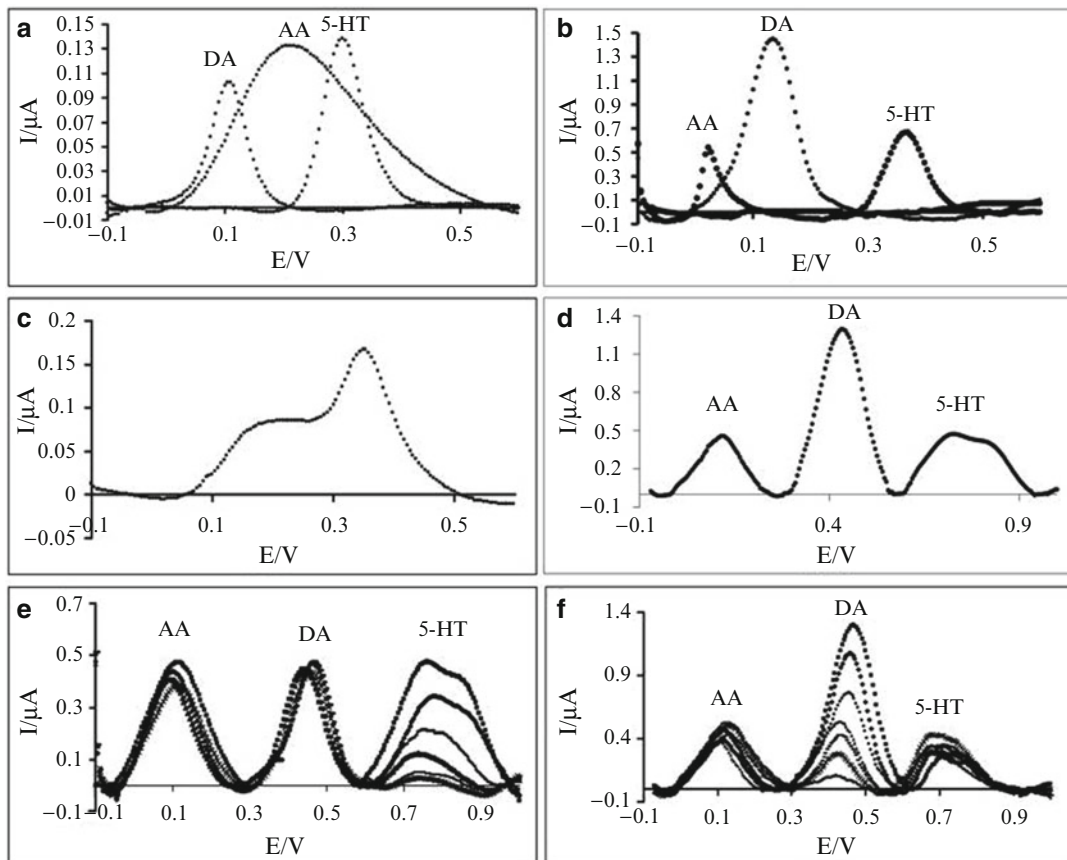 a
I/µA
0.15
0.13
0.11
0.09
0.07
0.05
0.03
0.01
−0.01
DA
AA
5-HT
−0.1
0.1
0.3
0.5
E/V
b
I/µA
1.5
1.3
1.1
0.9
0.7
0.5
0.3
0.1
−0.1
AA
DA
5-HT
−0.1
0.1
0.3
0.5
E/V
c
I/µA
0.2
0.15
0.1
0.05
0
−0.05
−0.1
0.1
0.3
0.5
E/V
d
I/µA
1.4
1.1
0.8
0.5
0.2
−0.1
AA
DA
5-HT
−0.1
0.4
0.9
E/V
e
I/µA
0.7
0.5
0.3
0.1
−0.1
AA
DA
5-HT
−0.1
0.1
0.3
0.5
0.7
0.9
E/V
f
I/µA
1.4
0.9
0.4
−0.1
AA
DA
5-HT
−0.1
0.1
0.3
0.5
0.7
0.9
E/V